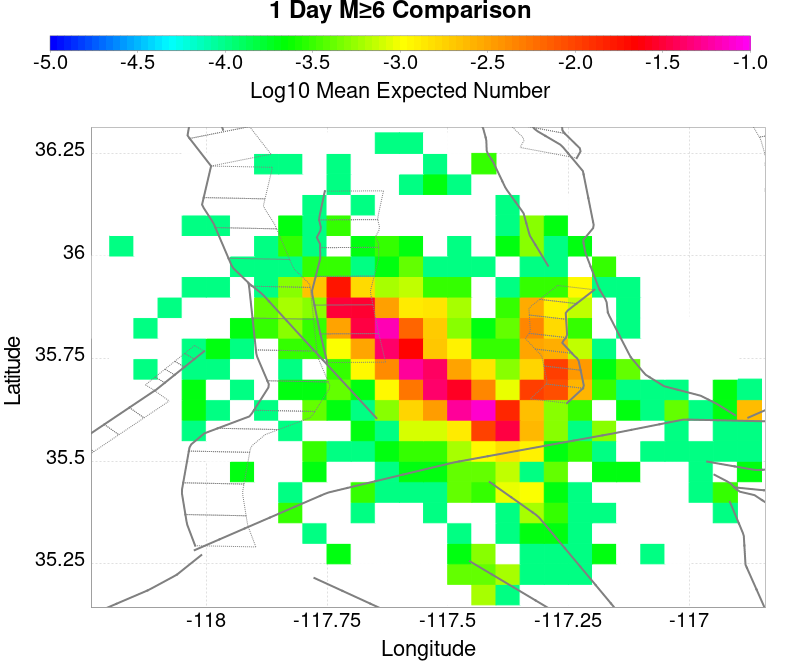 1 Day M≥6 Comparison
-5.0 -4.5 -4.0 -3.5 -3.0 -2.5 -2.0 -1.5 -1.0
Log10 Mean Expected Number
36.25
36
35.75
35.5
35.25
Latitude
-118 -117.75 -117.5 -117.25 -117
Longitude